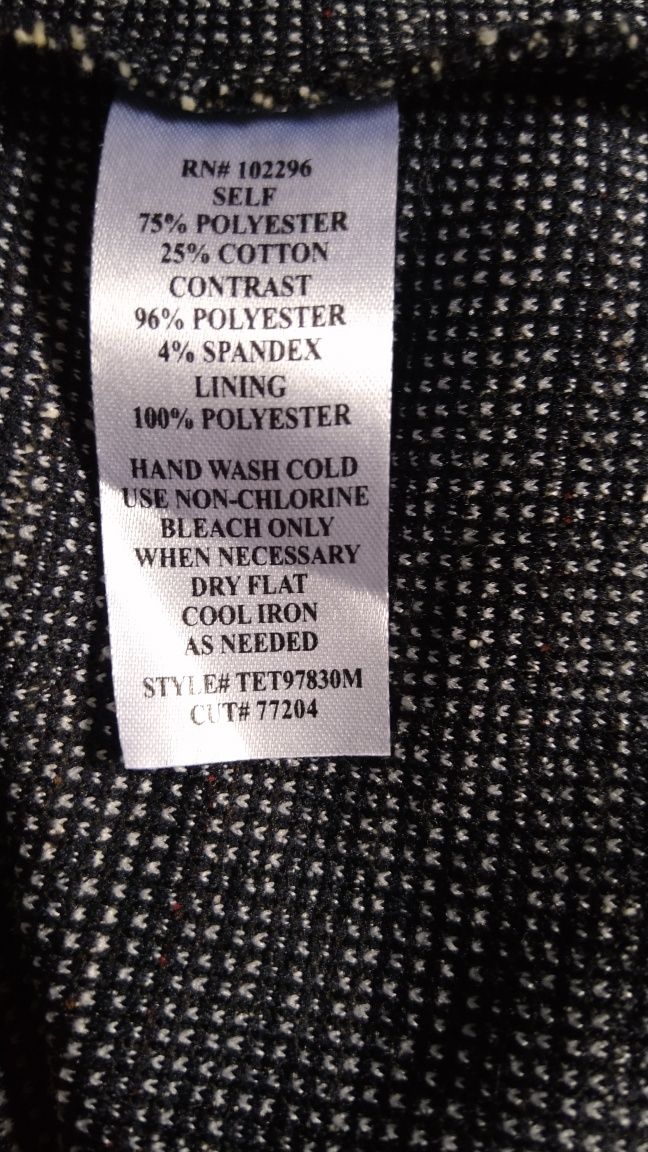 RN# 102296
SELF
75% POLYESTER
25% COTTON
CONTRAST
96% POLYESTER
4% SPANDEX
LINING
100% POLYESTER
HAND WASH COLD
USE NON-CHLORINE
BLEACH ONLY
WHEN NECESSARY
DRY FLAT
COOL IRON
AS NEEDED
STYLE# TET97830M
CUT# 77204